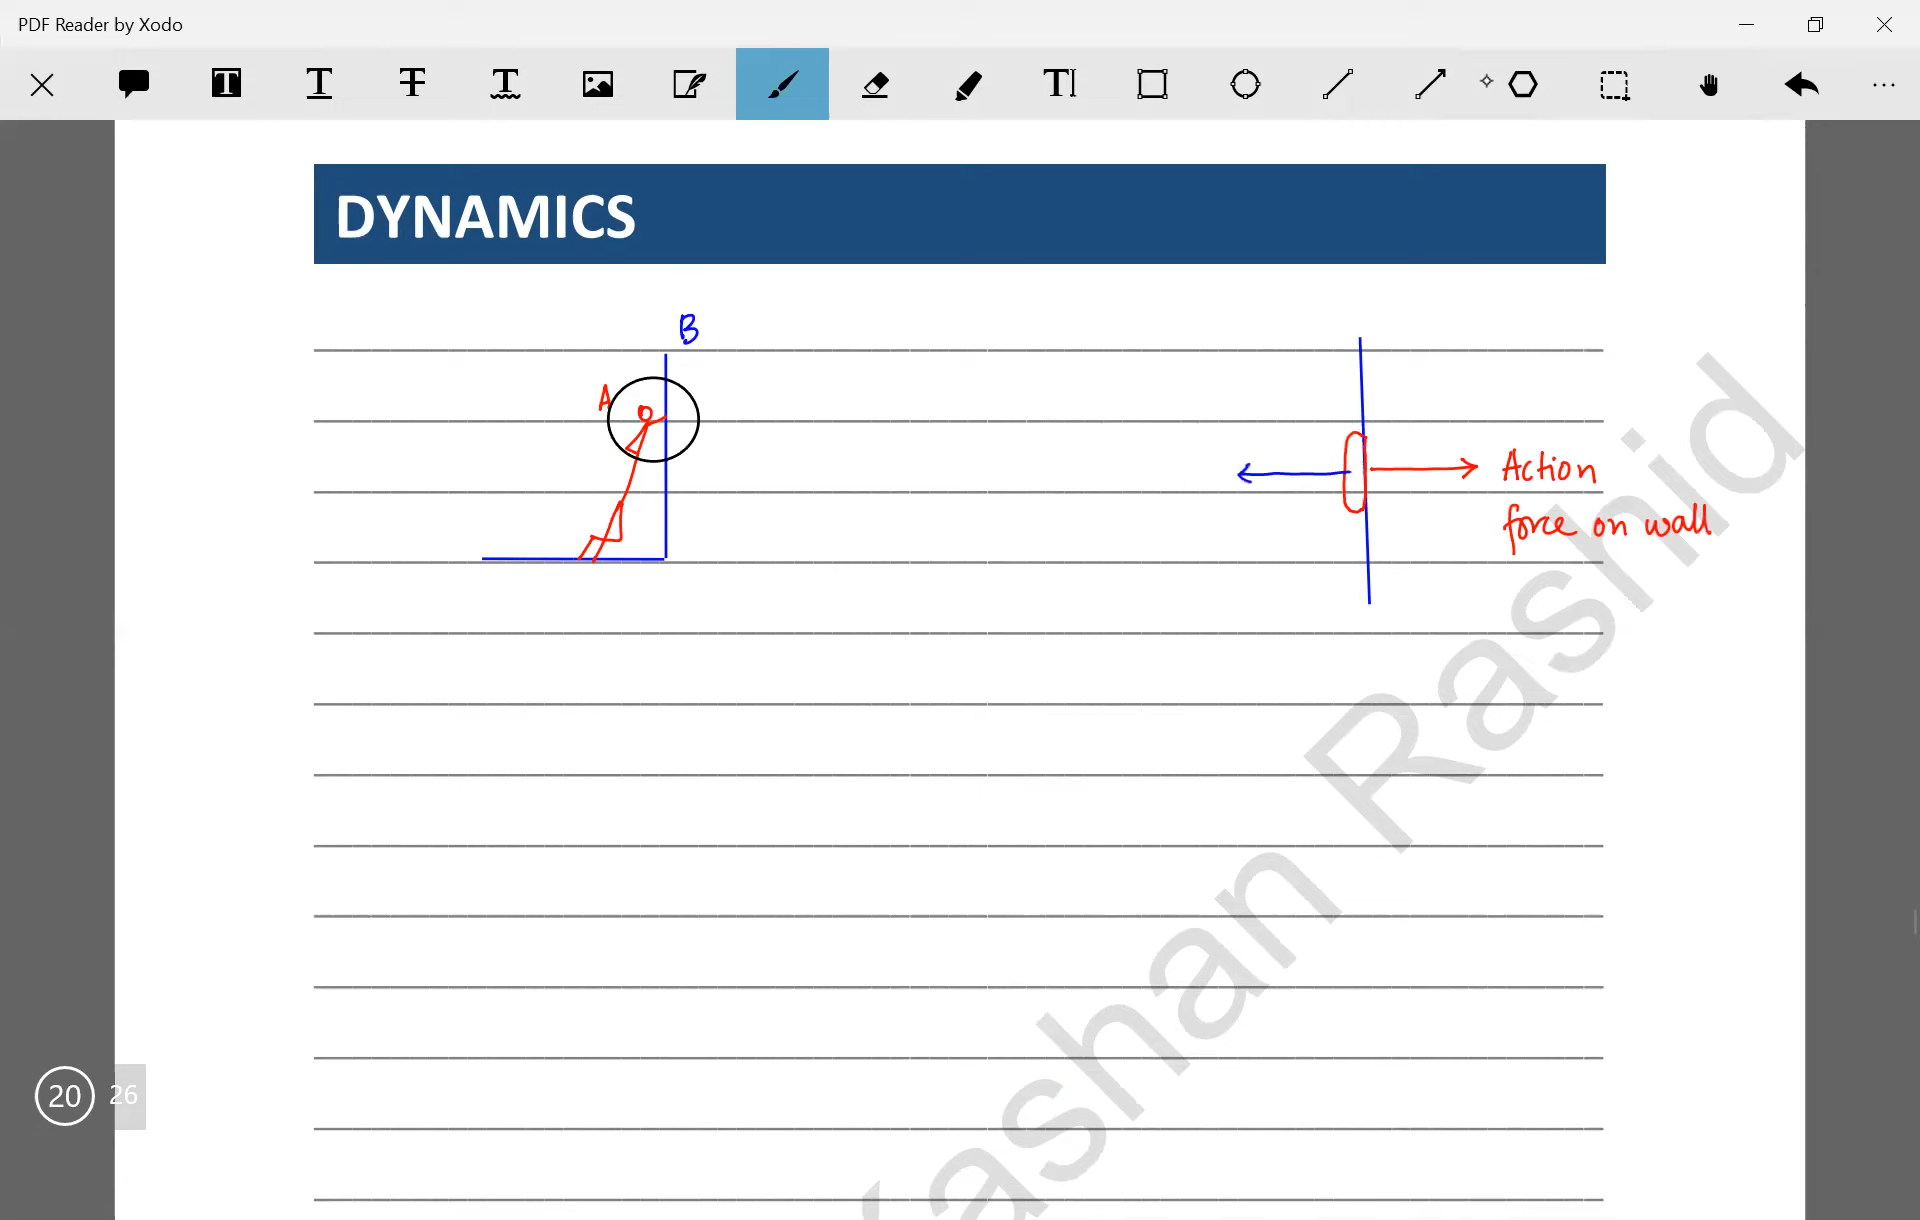 PDF Reader by Xodo
DYNAMICS
B
A
Action
force on wall
Kashan Rashid
20 26